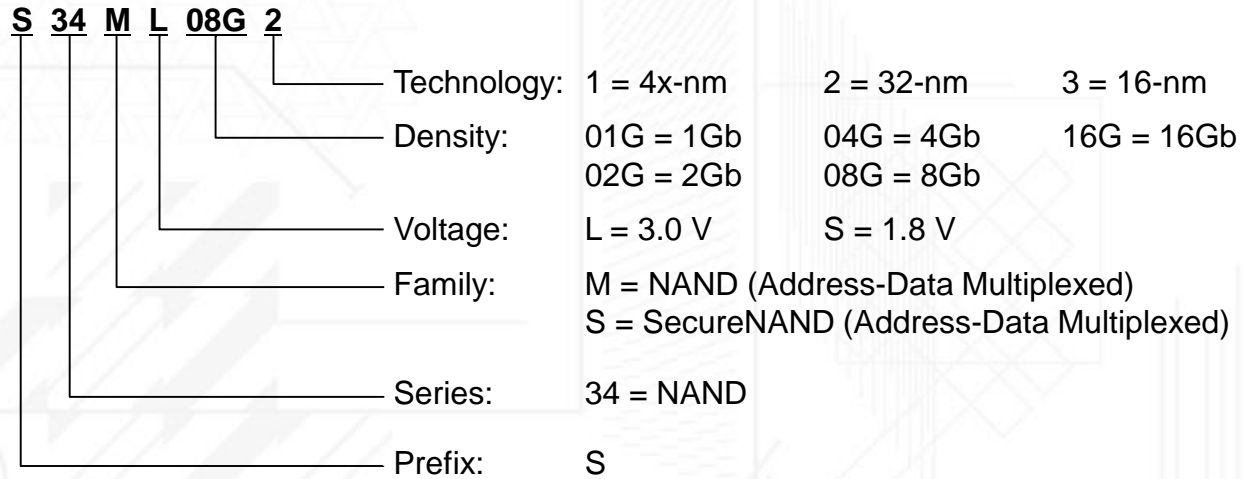 S 34 M L 08G 2
Technology: 1 = 4x-nm 2 = 32-nm 3 = 16-nm
Density: 01G = 1Gb 04G = 4Gb 16G = 16Gb
02G = 2Gb 08G = 8Gb
Voltage: L = 3.0 V S = 1.8 V
Family: M = NAND (Address-Data Multiplexed)
S = SecureNAND (Address-Data Multiplexed)
Series: 34 = NAND
Prefix: S